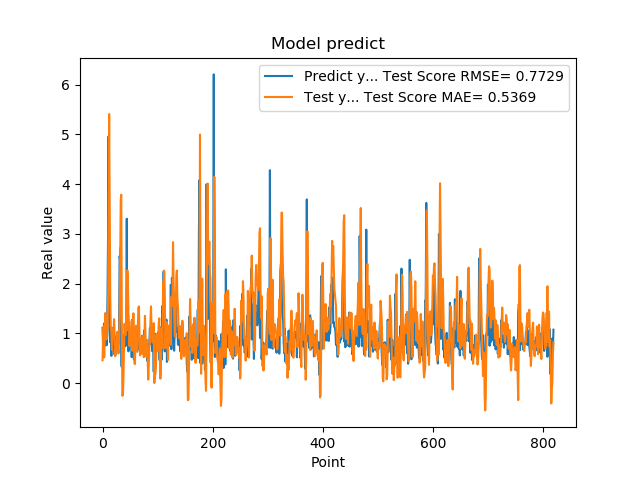 Model predict
Predict y... Test Score RMSE= 0.7729
Test y... Test Score MAE= 0.5369
Real value
6
5
4
3
2
1
0
0 200 400 600 800
Point